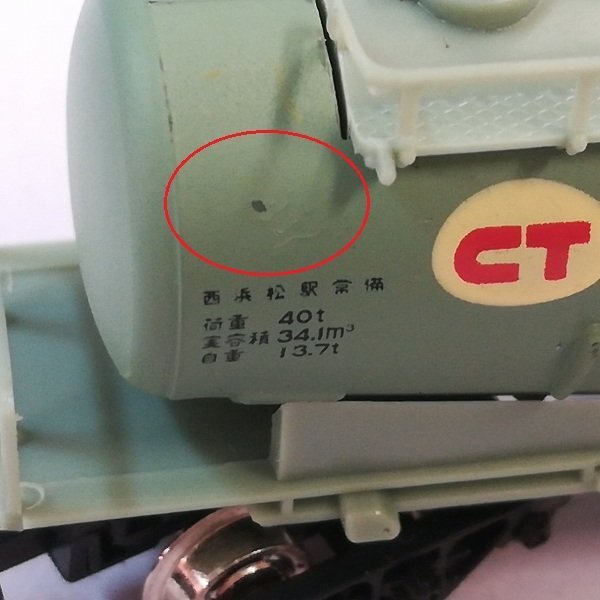 CT
西浜松駅常備
荷重 40t
実容積 34.1m³
自重 13.7t